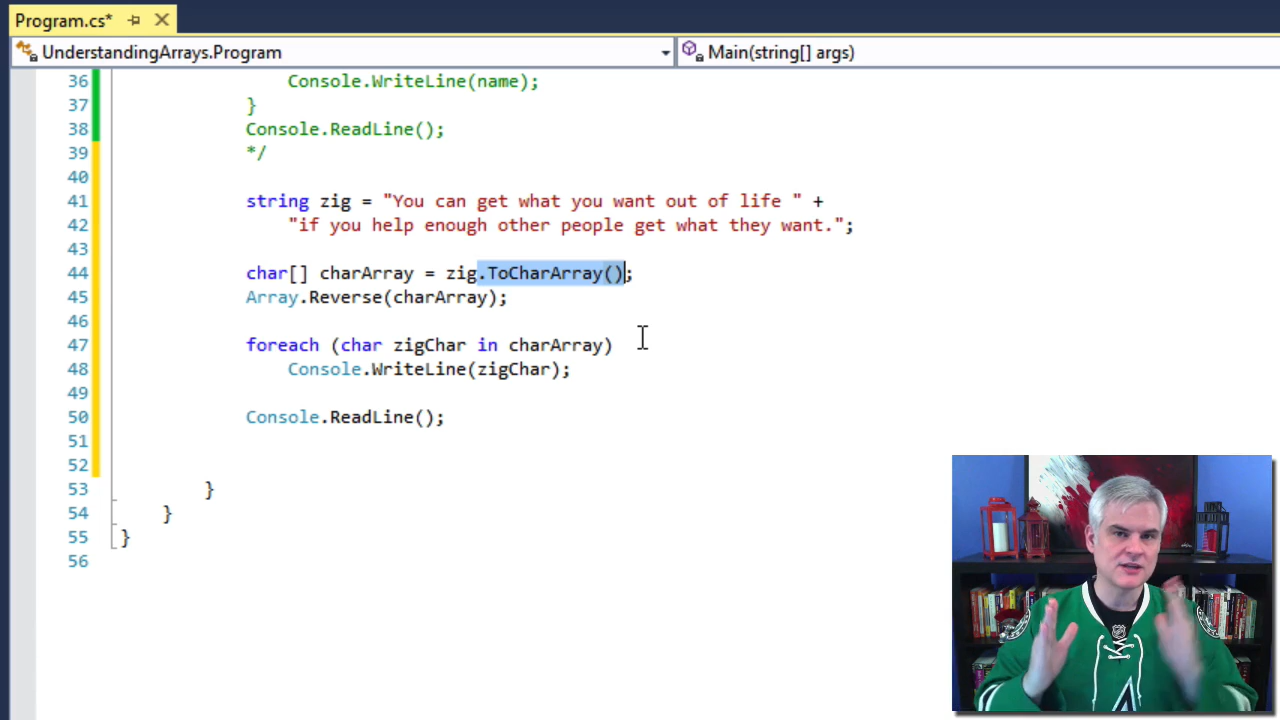 Program.cs*
UnderstandingArrays.Program
Main(string[] args)
36 Console.WriteLine(name);
37 }
38 Console.ReadLine();
39 */
40
41 string zig = "You can get what you want out of life " +
42 "if you help enough other people get what they want.";
43
44 char[] charArray = zig.ToCharArray();
45 Array.Reverse(charArray);
46
47 foreach (char zigChar in charArray)
48 Console.WriteLine(zigChar);
49
50 Console.ReadLine();
51
52
53 }
54 }
55 }
56